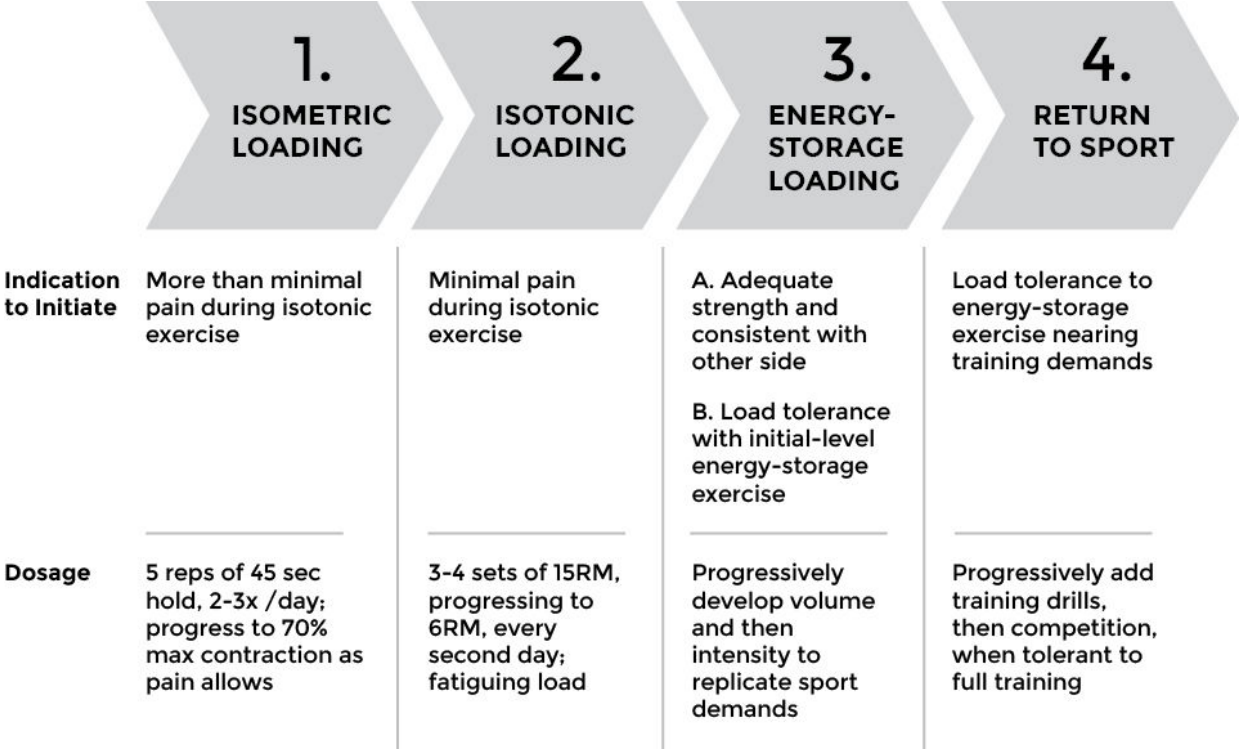 1.
ISOMETRIC
LOADING
2.
ISOTONIC
LOADING
3.
ENERGY-
STORAGE
LOADING
4.
RETURN
TO SPORT
Indication
to Initiate
More than minimal
pain during isotonic
exercise
Minimal pain
during isotonic
exercise
A. Adequate
strength and
consistent with
other side
B. Load tolerance
with initial-level
energy-storage
exercise
Load tolerance to
energy-storage
exercise nearing
training demands
Dosage
5 reps of 45 sec
hold, 2-3x /day;
progress to 70%
max contraction as
pain allows
3-4 sets of 15RM,
progressing to
6RM, every
second day;
fatiguing load
Progressively
develop volume
and then
intensity to
replicate sport
demands
Progressively add
training drills,
then competition,
when tolerant to
full training